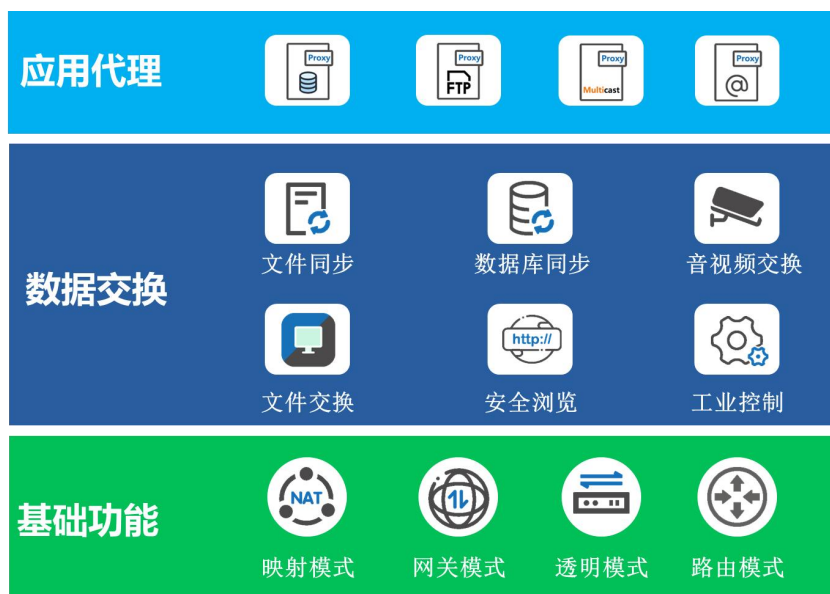 应用代理
Proxy
Proxy
FTP
Proxy
Multicast
Proxy
@
数据交换
文件同步
数据库同步
音视频交换
http://
文件交换
安全浏览
工业控制
基础功能
NAT
映射模式
网关模式
透明模式
路由模式